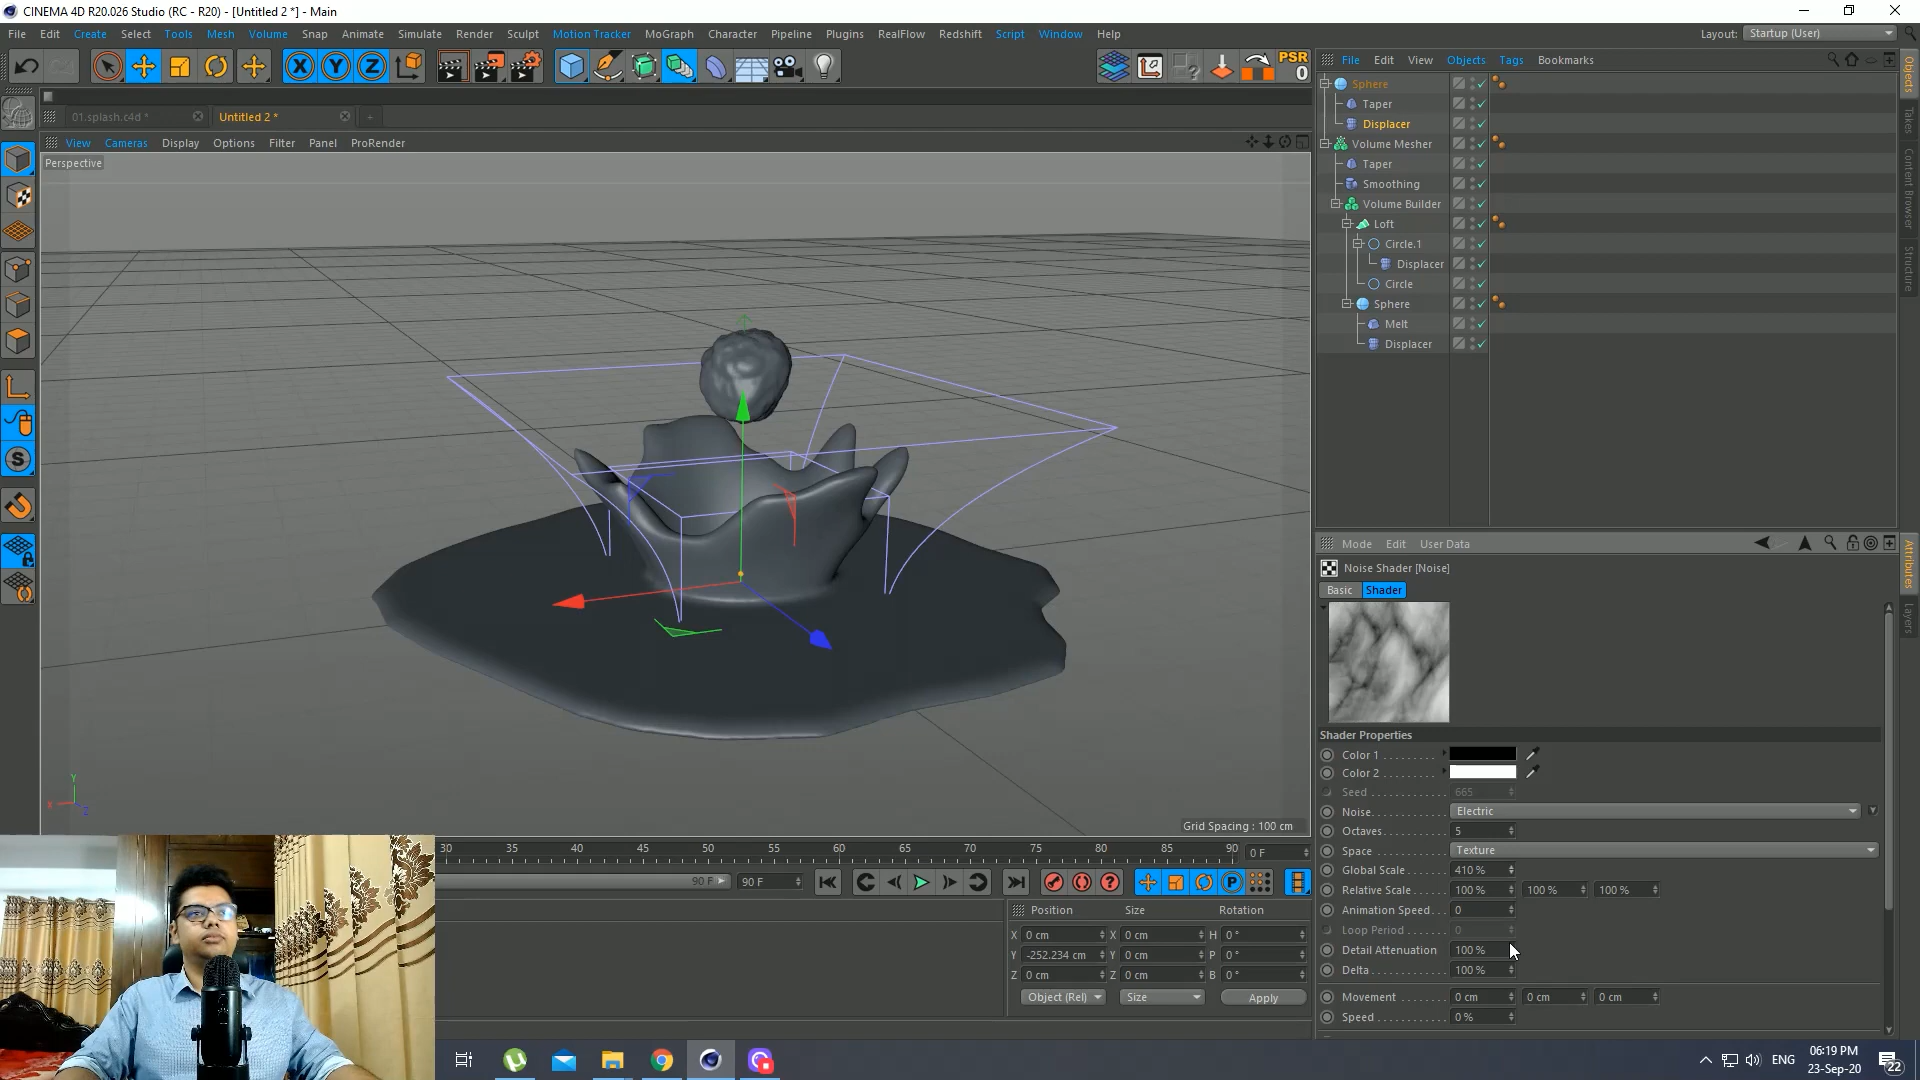 CINEMA 4D R20.026 Studio (RC - R20) - [Untitled 2 *] - Main
File Edit Create Select Tools Mesh Volume Snap Animate Simulate Render Sculpt Motion Tracker MoGraph Character Pipeline Plugins RealFlow Redshift Script Window Help
Layout: Startup (User)
X Y Z
PSR
0
File Edit View Objects Tags Bookmarks
01.splash.c4d *
Untitled 2 *
View Cameras Display Options Filter Panel ProRender
Perspective
Sphere
Taper
Displacer
Volume Mesher
Taper
Smoothing
Volume Builder
Loft
Circle.1
Displacer
Circle
Sphere
Melt
Displacer
Objects
Takes
Content Browser
Structure
Attributes
Layers
Mode Edit User Data
Noise Shader [Noise]
Basic Shader
Shader Properties
Color 1
Color 2
Seed 665
Noise Electric
Octaves 5
Space Texture
Global Scale 410 %
Relative Scale 100 % 100 % 100 %
Animation Speed 0
Loop Period 0
Detail Attenuation 100 %
Delta 100 %
Movement 0 cm 0 cm 0 cm
Speed 0 %
Y
X
Z
Grid Spacing : 100 cm
30 35 40 45 50 55 60 65 70 75 80 85 90 0 F
90 F 90 F
Position Size Rotation
X 0 cm X 0 cm H 0 °
Y -252.234 cm Y 0 cm P 0 °
Z 0 cm Z 0 cm B 0 °
Object (Rel) Size Apply
ENG
06:19 PM
23-Sep-20
22